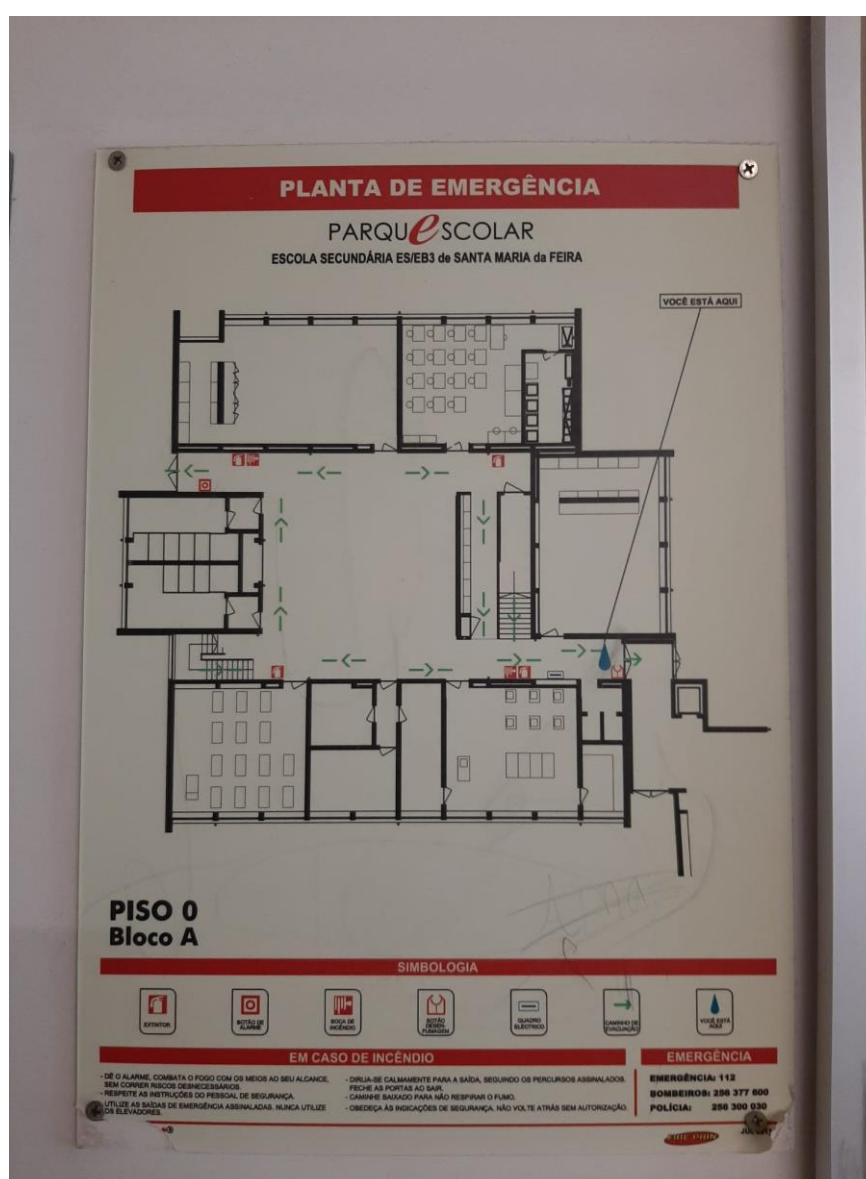 PLANTA DE EMERGÊNCIA
PARQUeSCOLAR
ESCOLA SECUNDÁRIA ES/EB3 de SANTA MARIA da FEIRA
VOCÊ ESTÁ AQUI
PISO 0
Bloco A
SIMBOLOGIA
EXTINTOR
BOTÃO DE
ALARME
BOCA DE
INCÊNDIO
BOTÃO
DESEN-
FUMAGEM
QUADRO
ELÉCTRICO
CAMINHO DE
EVACUAÇÃO
VOCÊ ESTÁ
AQUI
EM CASO DE INCÊNDIO
- DÊ O ALARME, COMBATA O FOGO COM OS MEIOS AO SEU ALCANCE,
SEM CORRER RISCOS DESNECESSÁRIOS.
- RESPEITE AS INSTRUÇÕES DO PESSOAL DE SEGURANÇA.
- UTILIZE AS SAÍDAS DE EMERGÊNCIA ASSINALADAS. NUNCA UTILIZE
OS ELEVADORES.
- DIRIJA-SE CALMAMENTE PARA A SAÍDA, SEGUINDO OS PERCURSOS ASSINALADOS.
FECHE AS PORTAS AO SAIR.
- CAMINHE BAIXADO PARA NÃO RESPIRAR O FUMO.
- OBEDEÇA ÀS INDICAÇÕES DE SEGURANÇA, NÃO VOLTE ATRÁS SEM AUTORIZAÇÃO.
EMERGÊNCIA
EMERGÊNCIA: 112
BOMBEIROS: 256 377 600
POLÍCIA: 256 300 030